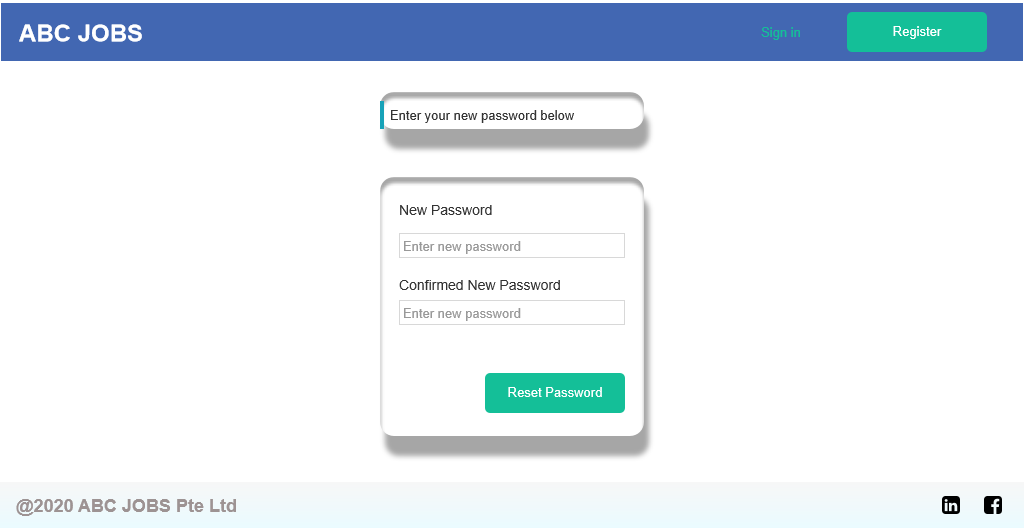 ABC JOBS
Sign in
Register
Enter your new password below
New Password
Enter new password
Confirmed New Password
Enter new password
Reset Password
@2020 ABC JOBS Pte Ltd